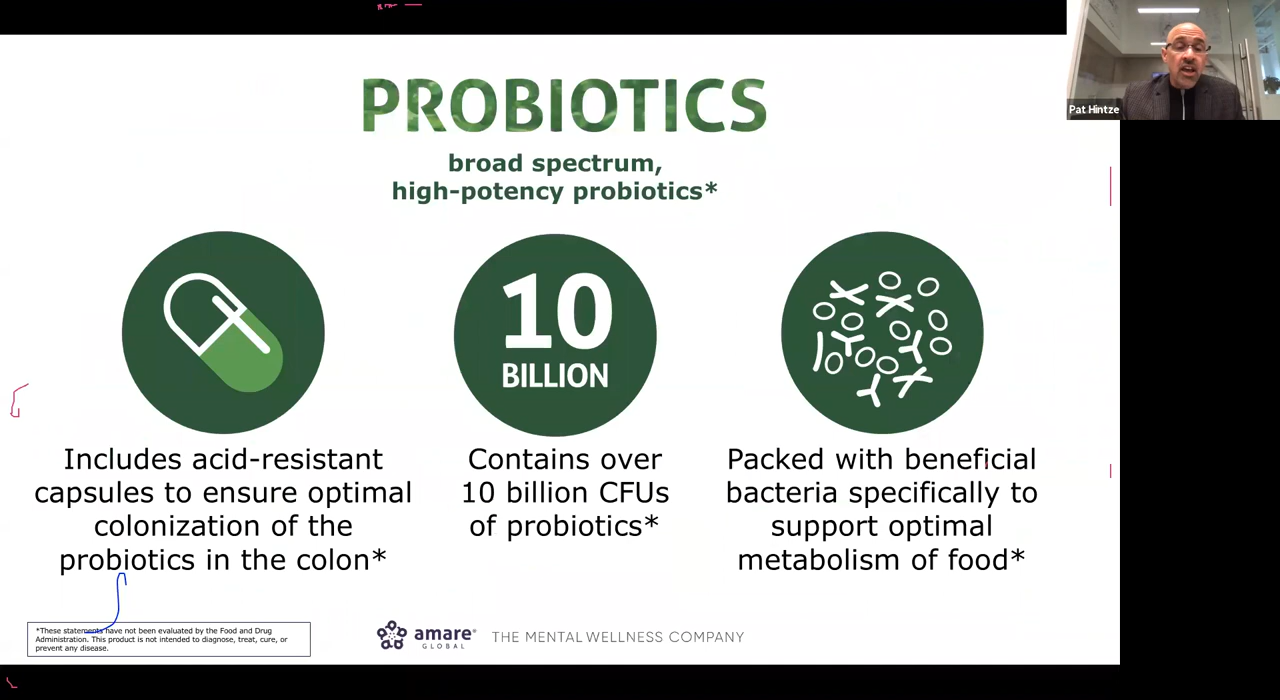 PROBIOTICS
broad spectrum,
high-potency probiotics*
Pat Hintze
10
BILLION
Includes acid-resistant
capsules to ensure optimal
colonization of the
probiotics in the colon*
Contains over
10 billion CFUs
of probiotics*
Packed with beneficial
bacteria specifically to
support optimal
metabolism of food*
*These statements have not been evaluated by the Food and Drug
Administration. This product is not intended to diagnose, treat, cure, or
prevent any disease.
amare®
GLOBAL
THE MENTAL WELLNESS COMPANY